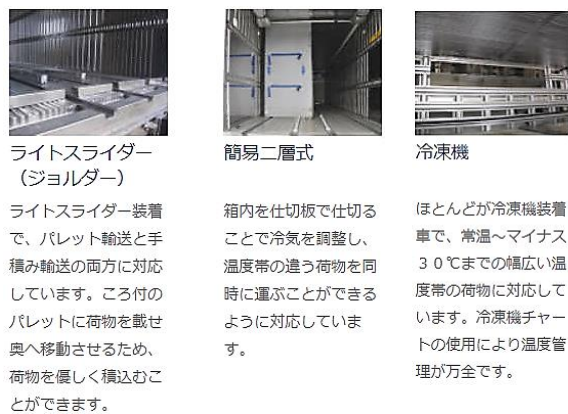 ライトスライダー
（ジョルダー）
ライトスライダー装着
で、パレット輸送と手
積み輸送の両方に対応
しています。ころ付の
パレットに荷物を載せ
奥へ移動させるため、
荷物を優しく積込むこ
とができます。
簡易二層式
箱内を仕切板で仕切る
ことで冷気を調整し、
温度帯の違う荷物を同
時に運ぶことができる
ように対応していま
す。
冷凍機
ほとんどが冷凍機装着
車で、常温～マイナス
３０℃までの幅広い温
度帯の荷物に対応して
います。冷凍機チャー
トの使用により温度管
理が万全です。